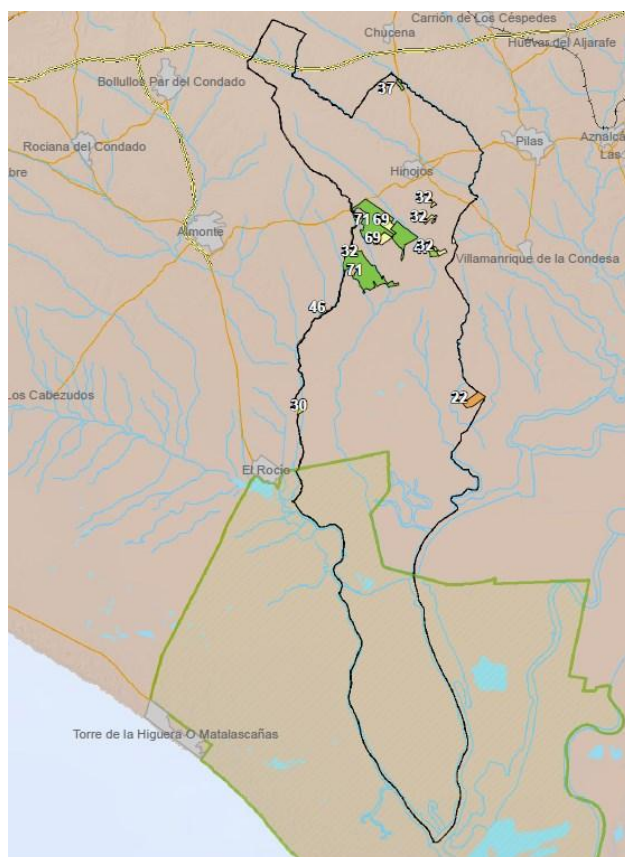 Carrión de Los Céspedes
Chucena
Huévar del Aljarafe
Bollullos Par del Condado
37
Rociana del Condado
Pilas
Aznalcá
Las
bre
Hinojos
32
71
69
32
Almonte
69
32
Villamanrique de la Condesa
32
71
46
Los Cabezudos
22
30
El Rocío
Torre de la Higuera O Matalascañas